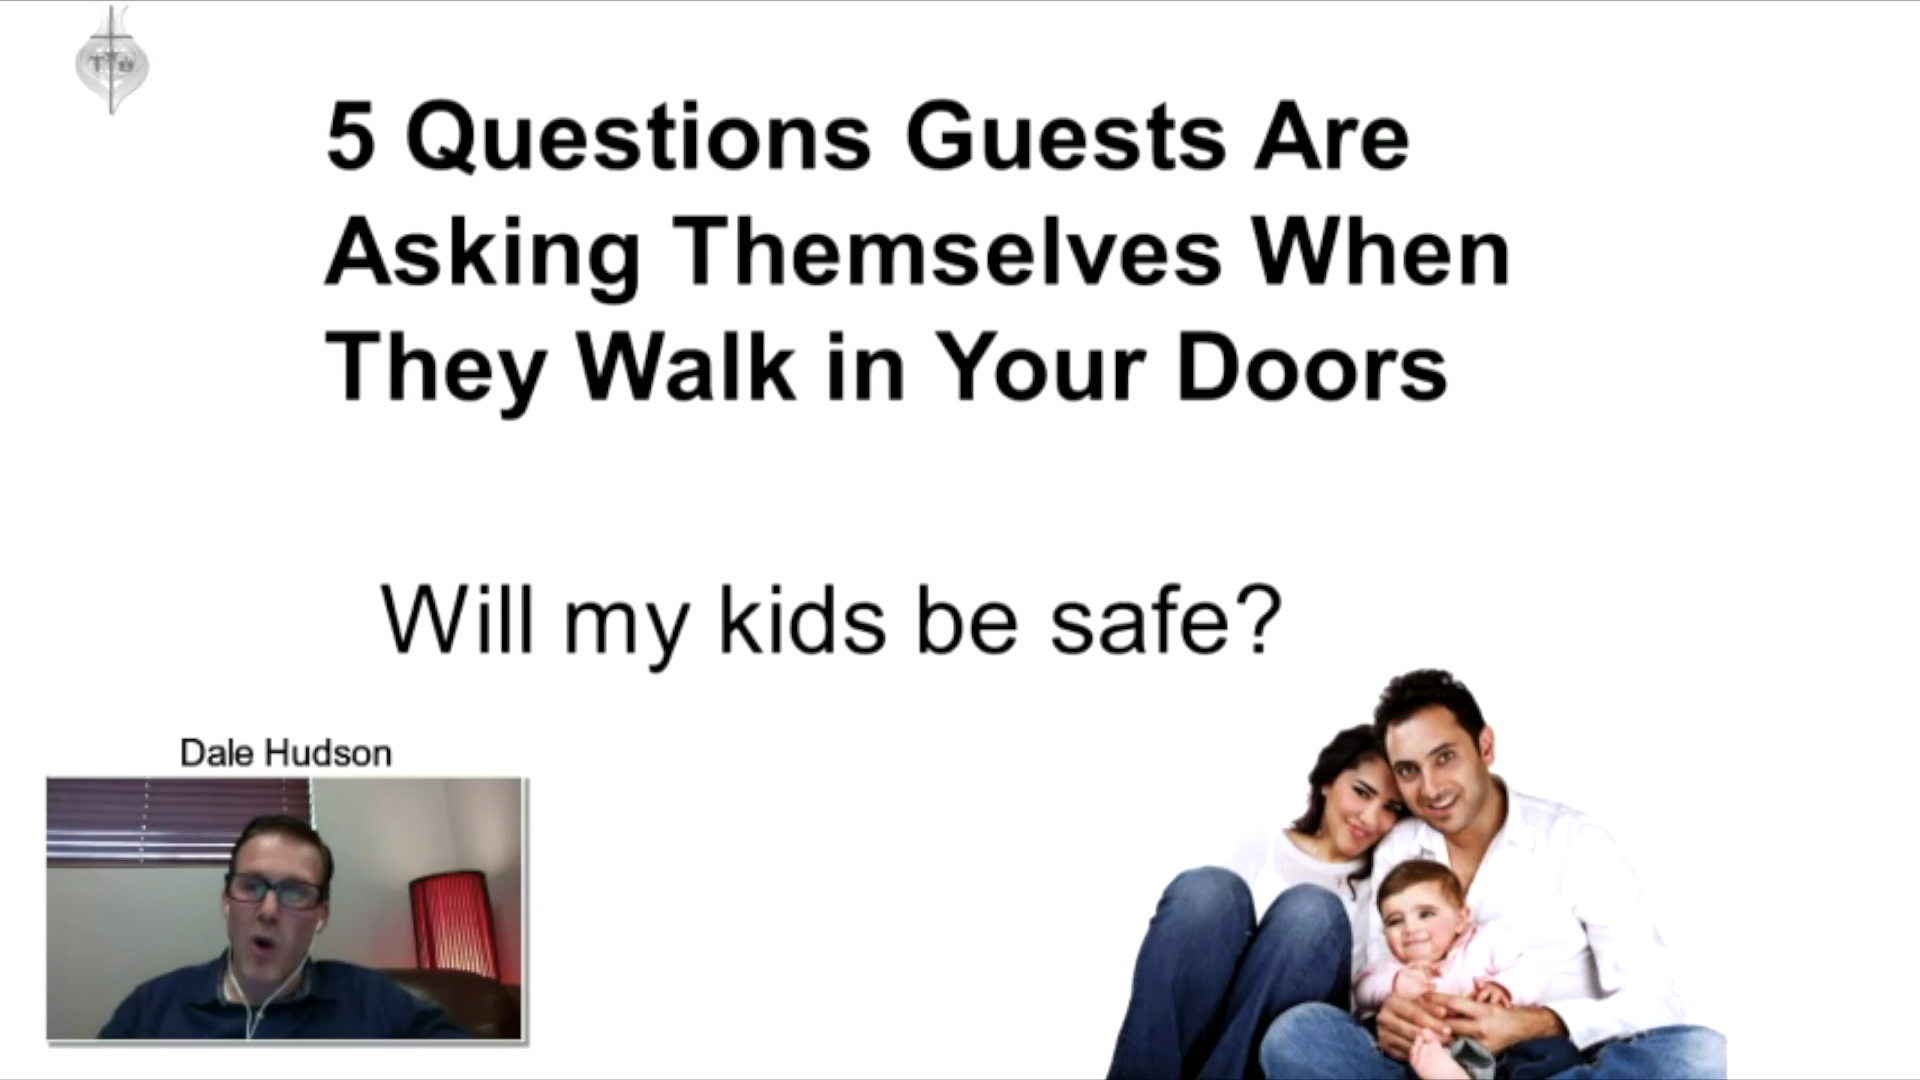 5 Questions Guests Are
Asking Themselves When
They Walk in Your Doors
Will my kids be safe?
Dale Hudson